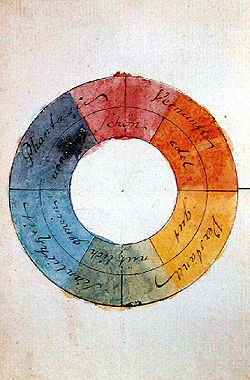 Vernunft
Verstand
Sinnlichkeit
Phantasie
schön
edel
gut
nützlich
gemein